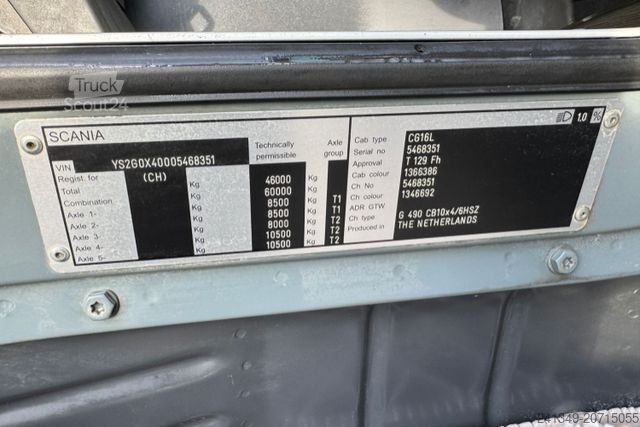 Truck
Scout24
SCANIA
VIN YS2G0X40005468351
Regist. for (CH)
Technically permissible
Axle group
Total Kg 46000 Kg
Combination Kg 60000 Kg
Axle 1- Kg 8500 Kg T1
Axle 2- Kg 8500 Kg T1
Axle 3 Kg 8000 Kg T2
Axle 4- Kg 10500 Kg T2
Axle 5- Kg 10500 Kg T2
1.0 %
Cab type CG16L
Serial no 5468351
Approval T 129 Fh
Cab colour 1366386
Ch No 5468351
Ch colour 1346692
ADR GTW
Ch type G 490 CB10x4/6HSZ
Produced in THE NETHERLANDS
241349-20715055